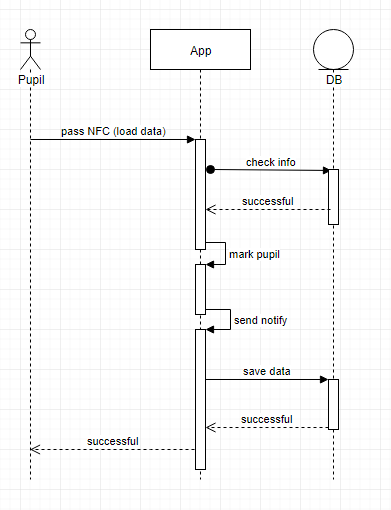 Pupil
App
DB
pass NFC (load data)
check info
successful
mark pupil
send notify
save data
successful
successful